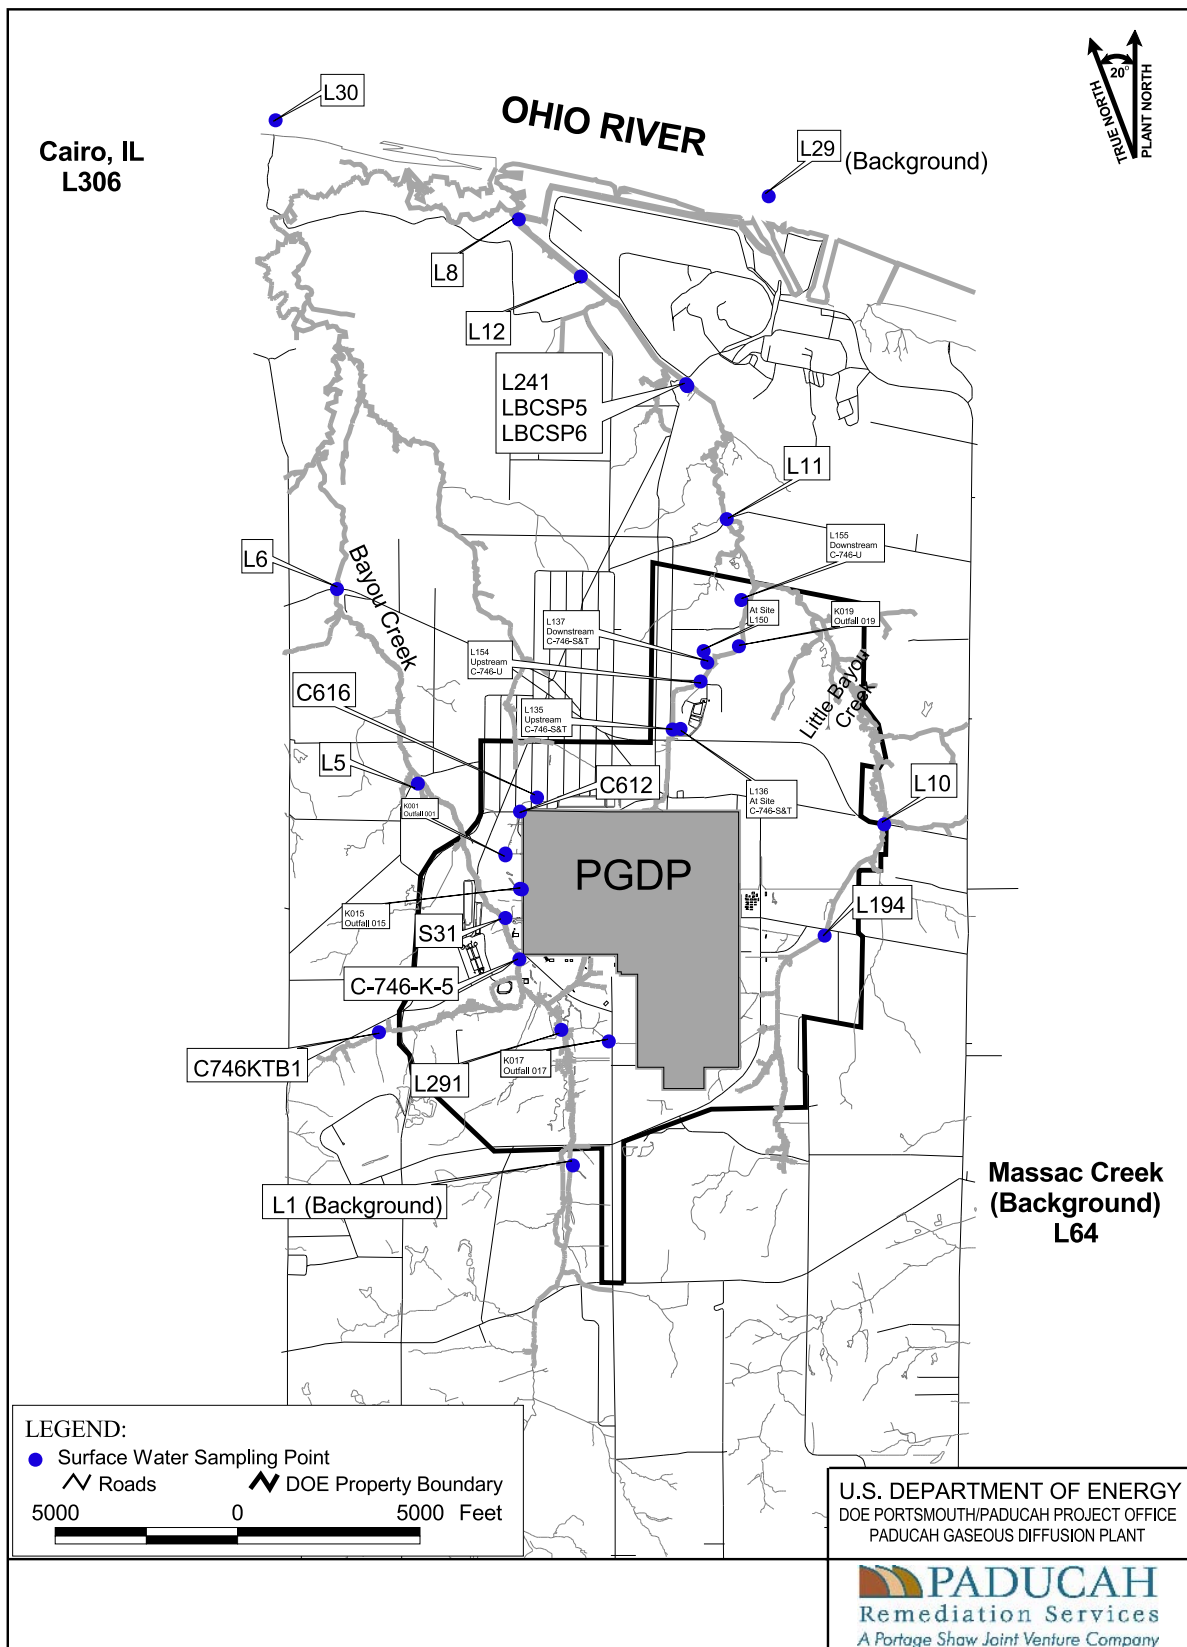 TRUE NORTH
20°
PLANT NORTH
L30
OHIO RIVER
Cairo, IL
L306
L29 (Background)
L8
L12
L241
LBCSP5
LBCSP6
L11
L155
Downstream
C-746-U
L6
Bayou Creek
At Site
L150
K019
Outfall 019
L137
Downstream
C-746-S&T
L154
Upstream
C-746-U
Little Bayou
Creek
C616
L135
Upstream
C-746-S&T
L5
C612
L136
At Site
C-746-S&T
L10
K001
Outfall 001
PGDP
K015
Outfall 015
L194
S31
C-746-K-5
C746KTB1
L291
K017
Outfall 017
L1 (Background)
Massac Creek
(Background)
L64
LEGEND:
Surface Water Sampling Point
Roads
DOE Property Boundary
5000 0 5000 Feet
U.S. DEPARTMENT OF ENERGY
DOE PORTSMOUTH/PADUCAH PROJECT OFFICE
PADUCAH GASEOUS DIFFUSION PLANT
PADUCAH
Remediation Services
A Portage Shaw Joint Venture Company